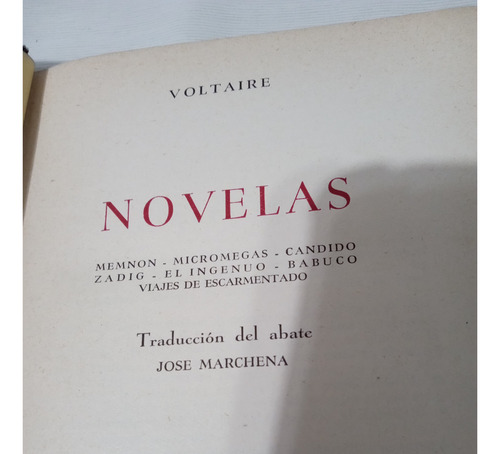 VOLTAIRE
NOVELAS
MEMNON - MICROMEGAS - CANDIDO
ZADIG - EL INGENUO - BABUCO
VIAJES DE ESCARMENTADO
Traducción del abate
JOSE MARCHENA